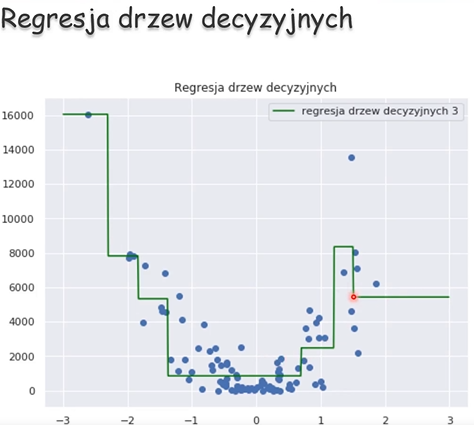 Regresja drzew decyzyjnych
Regresja drzew decyzyjnych
regresja drzew decyzyjnych 3
16000
14000
12000
10000
8000
6000
4000
2000
0
−3 −2 −1 0 1 2 3